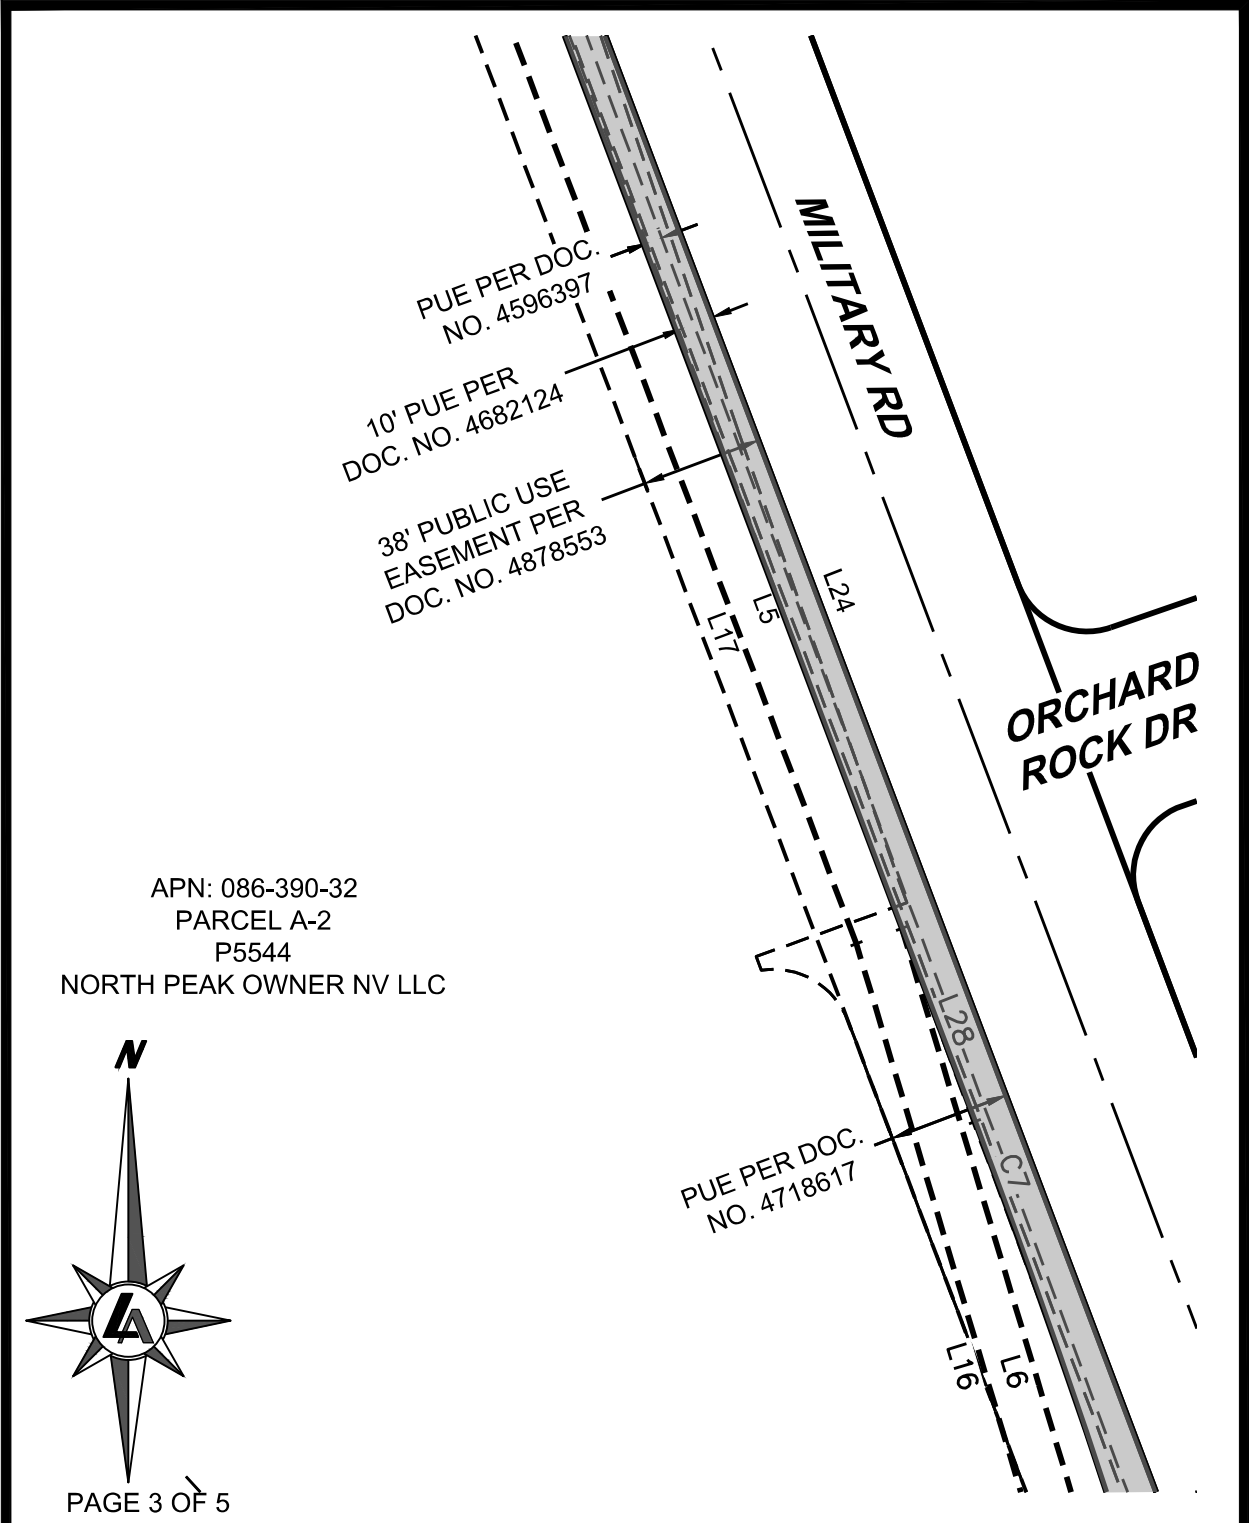 MILITARY RD
PUE PER DOC.
NO. 4596397
10' PUE PER
DOC. NO. 4682124
38' PUBLIC USE
EASEMENT PER
DOC. NO. 4878553
L24
L5
L17
ORCHARD
ROCK DR
APN: 086-390-32
PARCEL A-2
P5544
NORTH PEAK OWNER NV LLC
L28
N
PUE PER DOC.
NO. 4718617
C7
LA
L16
L6
PAGE 3 OF 5